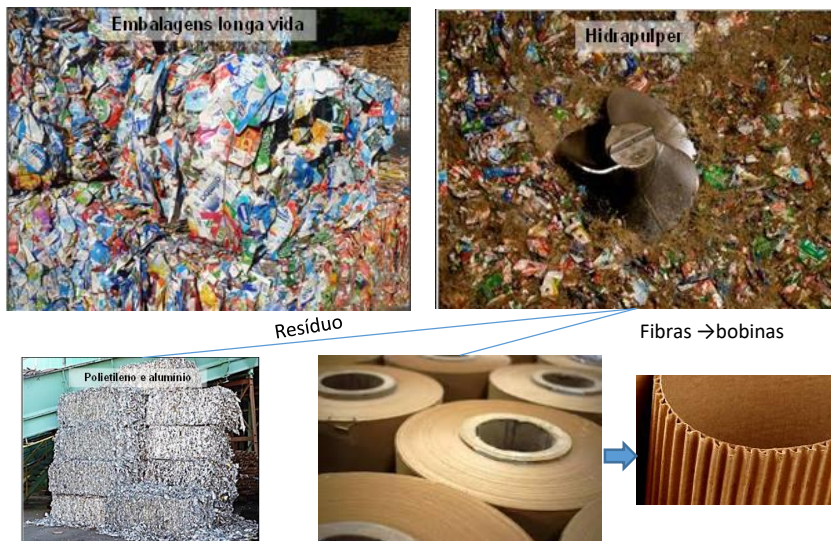 Embalagens longa vida
Hidrapulper
Resíduo
Fibras →bobinas
Polietileno e alumínio